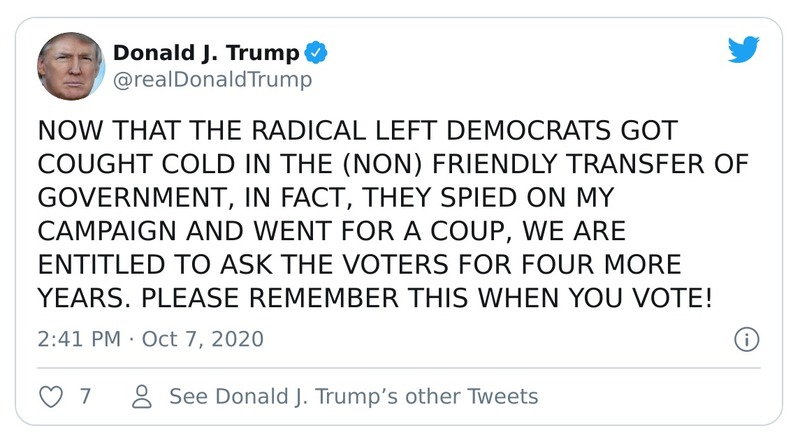 Donald J. Trump
@realDonaldTrump
NOW THAT THE RADICAL LEFT DEMOCRATS GOT
COUGHT COLD IN THE (NON) FRIENDLY TRANSFER OF
GOVERNMENT, IN FACT, THEY SPIED ON MY
CAMPAIGN AND WENT FOR A COUP, WE ARE
ENTITLED TO ASK THE VOTERS FOR FOUR MORE
YEARS. PLEASE REMEMBER THIS WHEN YOU VOTE!
2:41 PM · Oct 7, 2020
7 See Donald J. Trump’s other Tweets